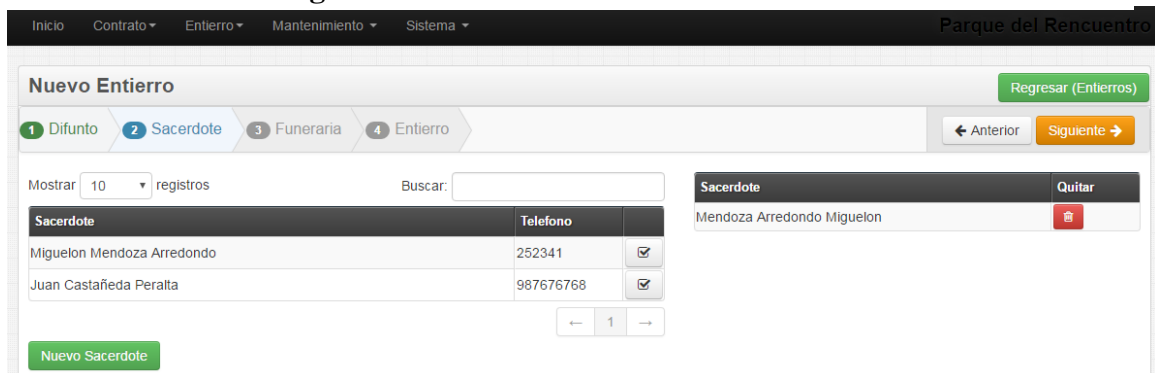 Inicio Contrato Entierro Mantenimiento Sistema Parque del Rencuentro
Nuevo Entierro Regresar (Entierros)
1 Difunto 2 Sacerdote 3 Funeraria 4 Entierro ← Anterior Siguiente →
Mostrar 10 registros Buscar:
Sacerdote Telefono
Miguelon Mendoza Arredondo 252341
Juan Castañeda Peralta 987676768
← 1 →
Nuevo Sacerdote
Sacerdote Quitar
Mendoza Arredondo Miguelon